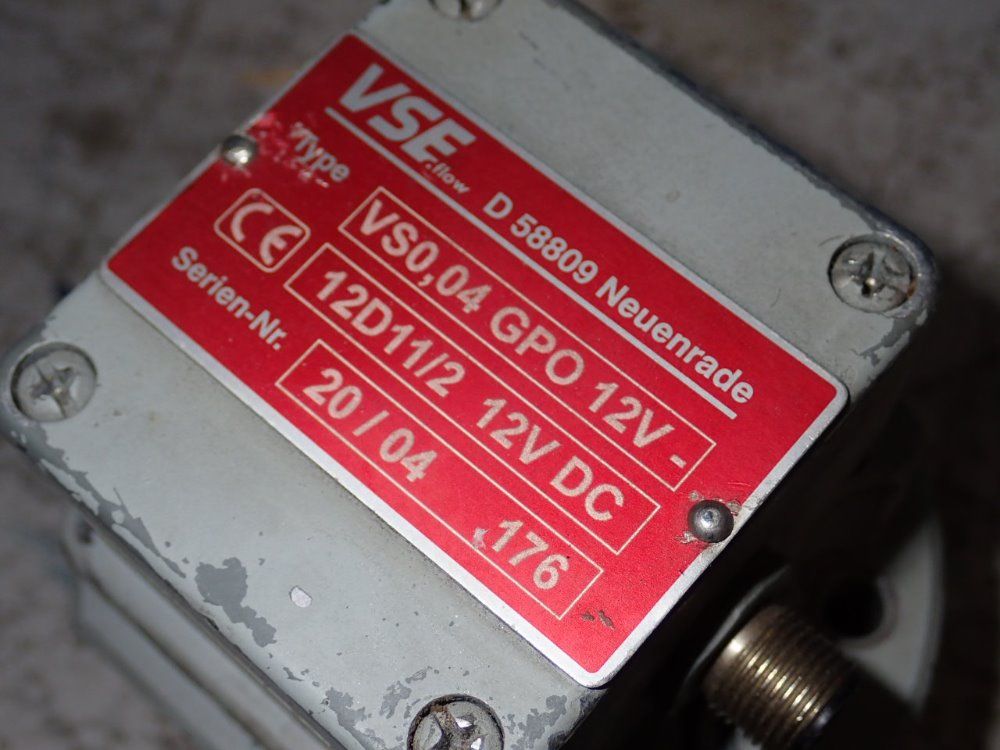 VSE.flow
D 58809 Neuenrade
Type VS0,04 GPO 12V -
CE 12D11/2 12V DC
Serien-Nr. 20 / 04 176